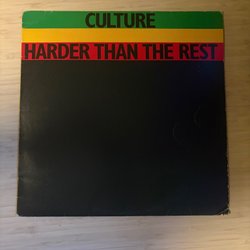 CULTURE
HARDER THAN THE REST